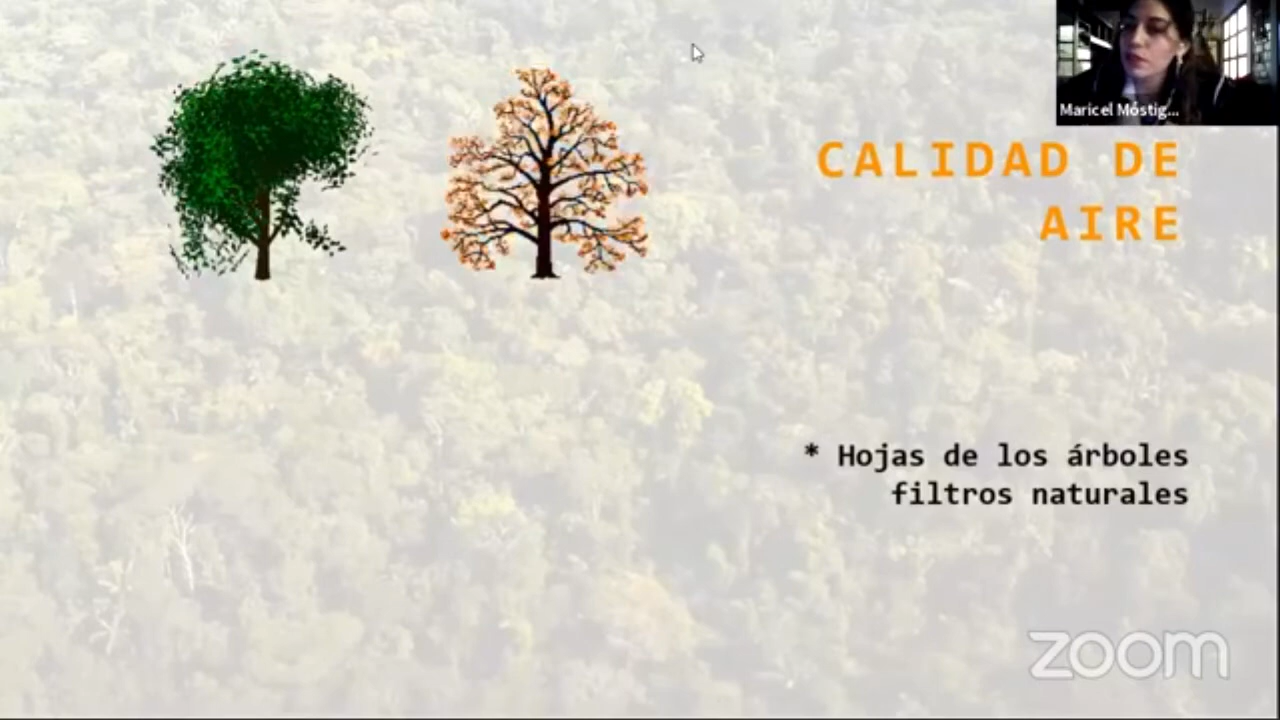 Maricel Móstig...
CALIDAD DE
AIRE
* Hojas de los árboles
filtros naturales
zoom